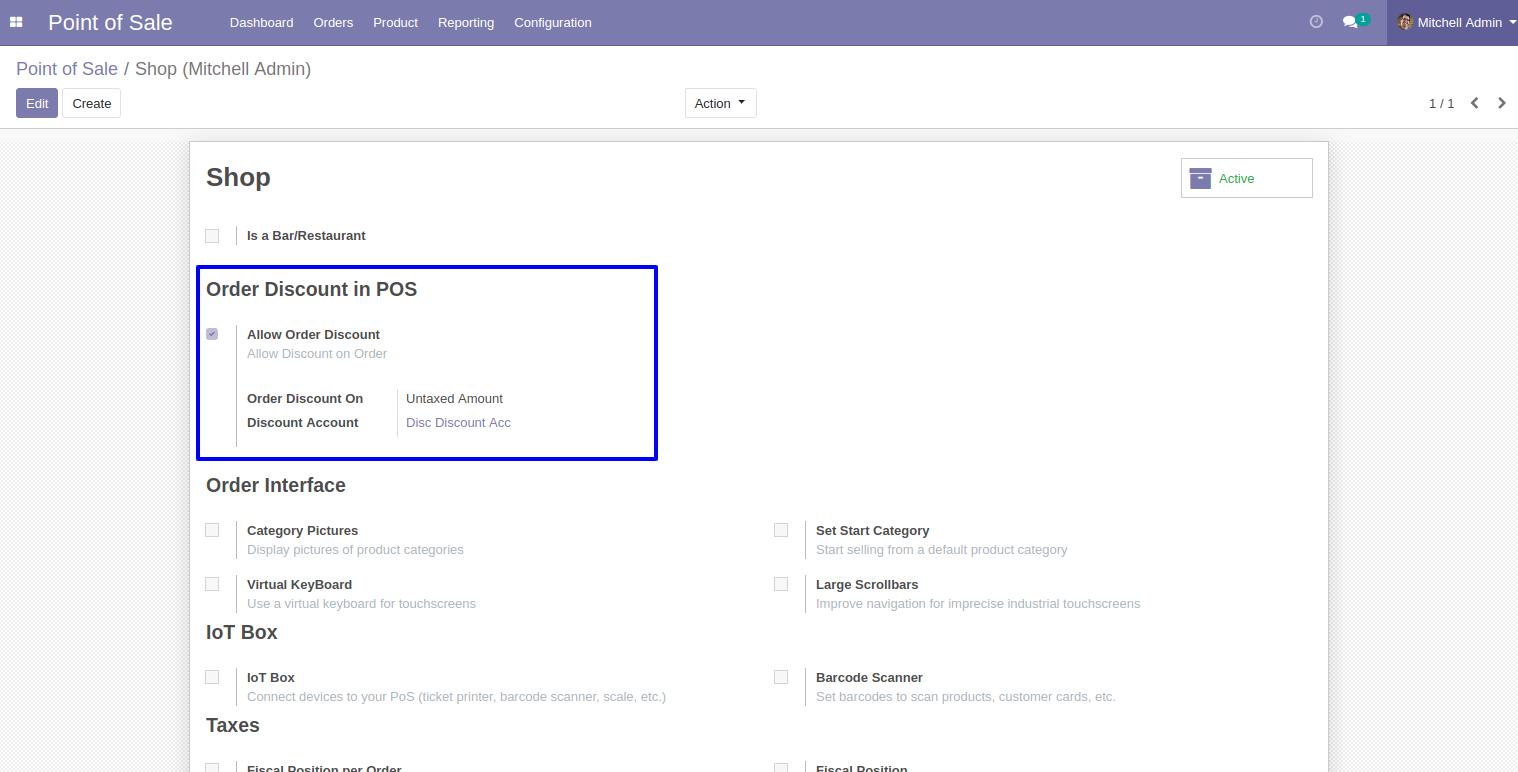 Point of Sale Dashboard Orders Product Reporting Configuration 1 Mitchell Admin
Point of Sale / Shop (Mitchell Admin)
Edit Create Action 1 / 1
Shop Active
Is a Bar/Restaurant
Order Discount in POS
Allow Order Discount
Allow Discount on Order
Order Discount On Untaxed Amount
Discount Account Disc Discount Acc
Order Interface
Category Pictures Set Start Category
Display pictures of product categories Start selling from a default product category
Virtual KeyBoard Large Scrollbars
Use a virtual keyboard for touchscreens Improve navigation for imprecise industrial touchscreens
IoT Box
IoT Box Barcode Scanner
Connect devices to your PoS (ticket printer, barcode scanner, scale, etc.) Set barcodes to scan products, customer cards, etc.
Taxes
Fiscal Position per Order Fiscal Position